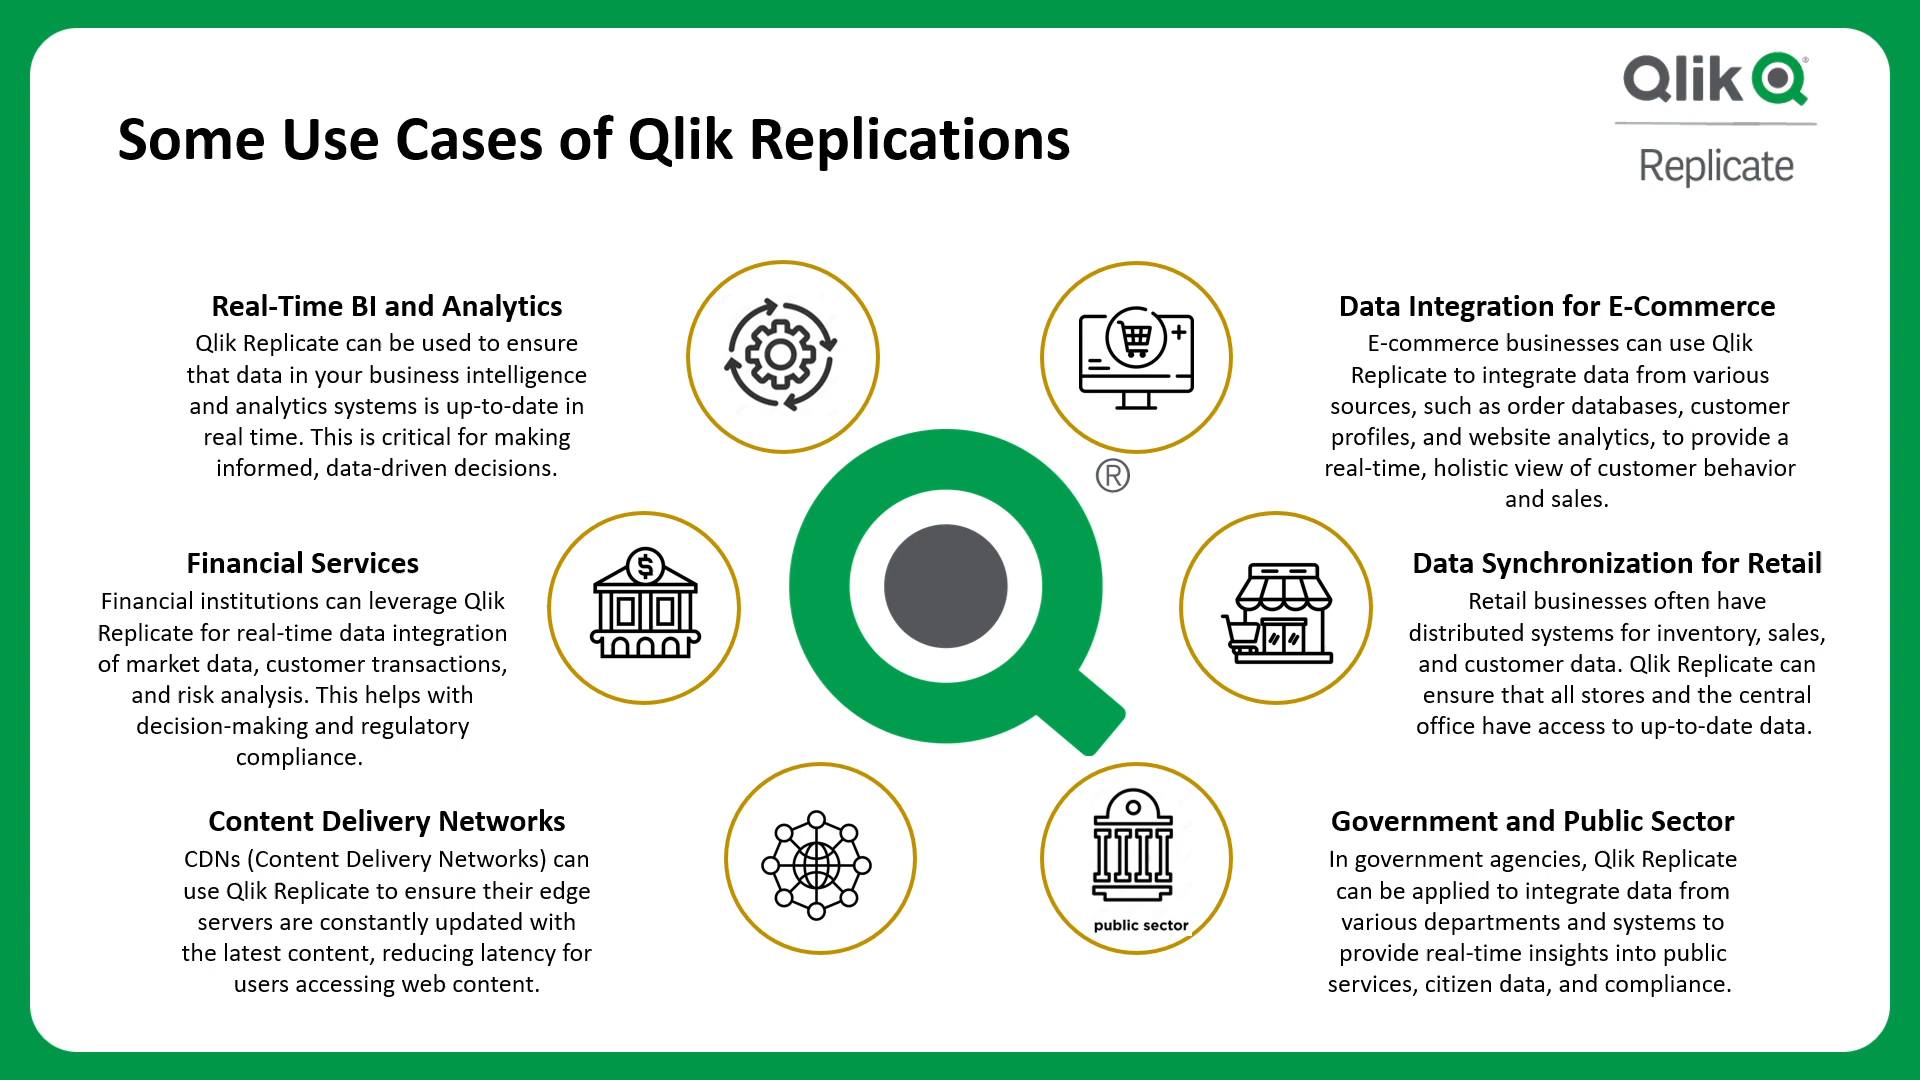 Qlik
Replicate
Some Use Cases of Qlik Replications
Real-Time BI and Analytics
Qlik Replicate can be used to ensure
that data in your business intelligence
and analytics systems is up-to-date in
real time. This is critical for making
informed, data-driven decisions.
Data Integration for E-Commerce
E-commerce businesses can use Qlik
Replicate to integrate data from various
sources, such as order databases, customer
profiles, and website analytics, to provide a
real-time, holistic view of customer behavior
and sales.
®
Financial Services
Financial institutions can leverage Qlik
Replicate for real-time data integration
of market data, customer transactions,
and risk analysis. This helps with
decision-making and regulatory
compliance.
$
Data Synchronization for Retail
Retail businesses often have
distributed systems for inventory, sales,
and customer data. Qlik Replicate can
ensure that all stores and the central
office have access to up-to-date data.
Content Delivery Networks
CDNs (Content Delivery Networks) can
use Qlik Replicate to ensure their edge
servers are constantly updated with
the latest content, reducing latency for
users accessing web content.
public sector
Government and Public Sector
In government agencies, Qlik Replicate
can be applied to integrate data from
various departments and systems to
provide real-time insights into public
services, citizen data, and compliance.